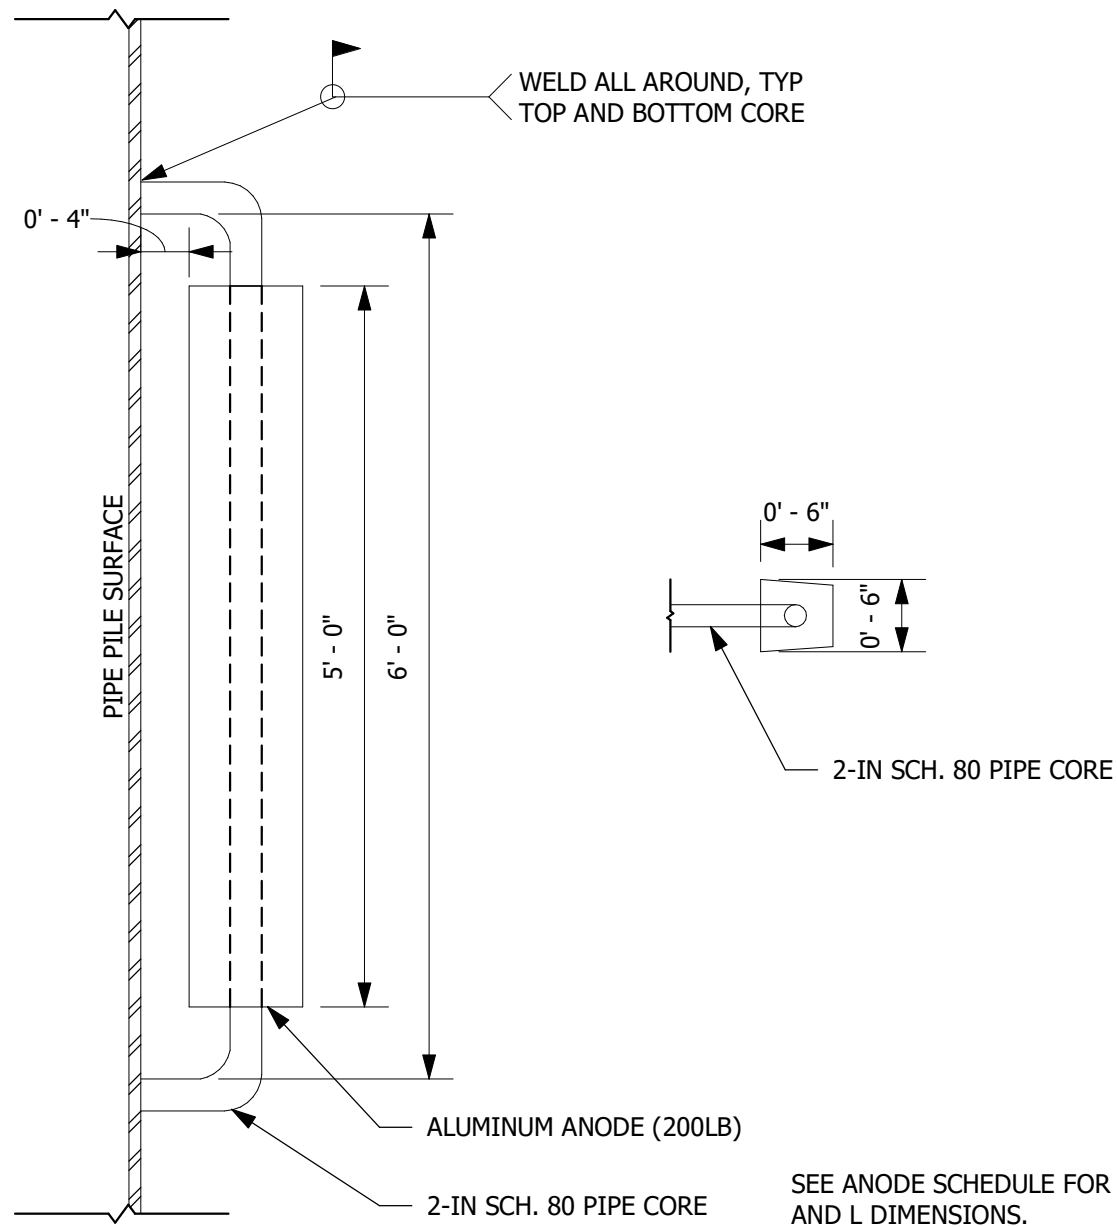 WELD ALL AROUND, TYP
TOP AND BOTTOM CORE
0' - 4"
PIPE PILE SURFACE
5' - 0"
6' - 0"
0' - 6"
0' - 6"
2-IN SCH. 80 PIPE CORE
ALUMINUM ANODE (200LB)
2-IN SCH. 80 PIPE CORE
SEE ANODE SCHEDULE FOR
AND L DIMENSIONS.